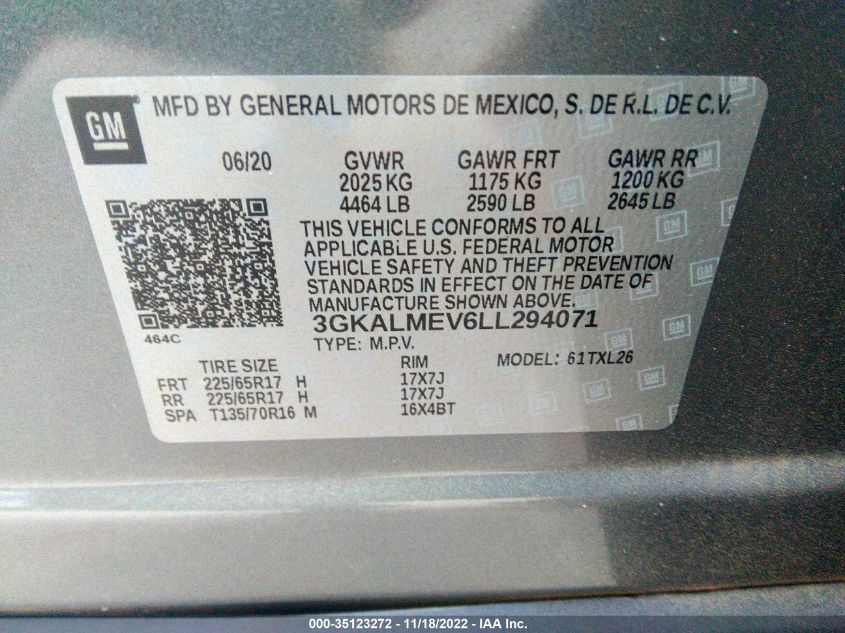 GM ® MFD BY GENERAL MOTORS DE MEXICO, S. DE R.L. DE C.V.
06/20 GVWR GAWR FRT GAWR RR
2025 KG 1175 KG 1200 KG
4464 LB 2590 LB 2645 LB
THIS VEHICLE CONFORMS TO ALL
APPLICABLE U.S. FEDERAL MOTOR
VEHICLE SAFETY AND THEFT PREVENTION
STANDARDS IN EFFECT ON THE DATE OF
MANUFACTURE SHOWN ABOVE.
3GKALMEV6LL294071
464C
TYPE: M.P.V. MODEL: 61TXL26
TIRE SIZE RIM
FRT 225/65R17 H 17X7J
RR 225/65R17 H 17X7J
SPA T135/70R16 M 16X4BT
000-35123272 - 11/18/2022 - IAA Inc.